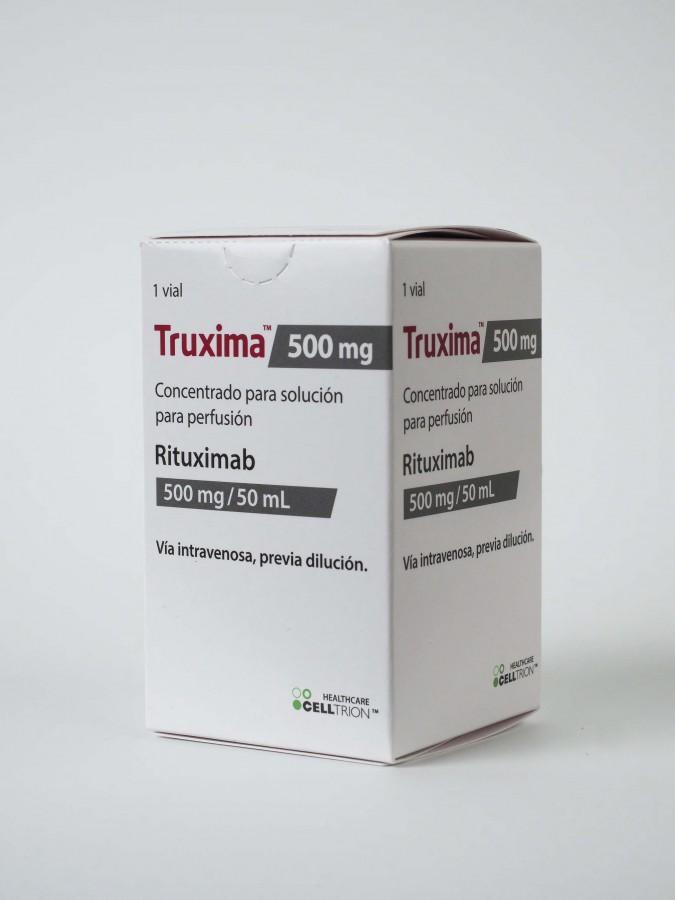 1 vial
Truxima™ 500 mg
Concentrado para solución
para perfusión
Rituximab
500 mg / 50 mL
Vía intravenosa, previa dilución.
HEALTHCARE
CELLTRION™
1 vial
Truxima™ 500 mg
Concentrado para solución
para perfusión
Rituximab
500 mg / 50 mL
Vía intravenosa, previa dilución.
HEALTHCARE
CELLTRION™